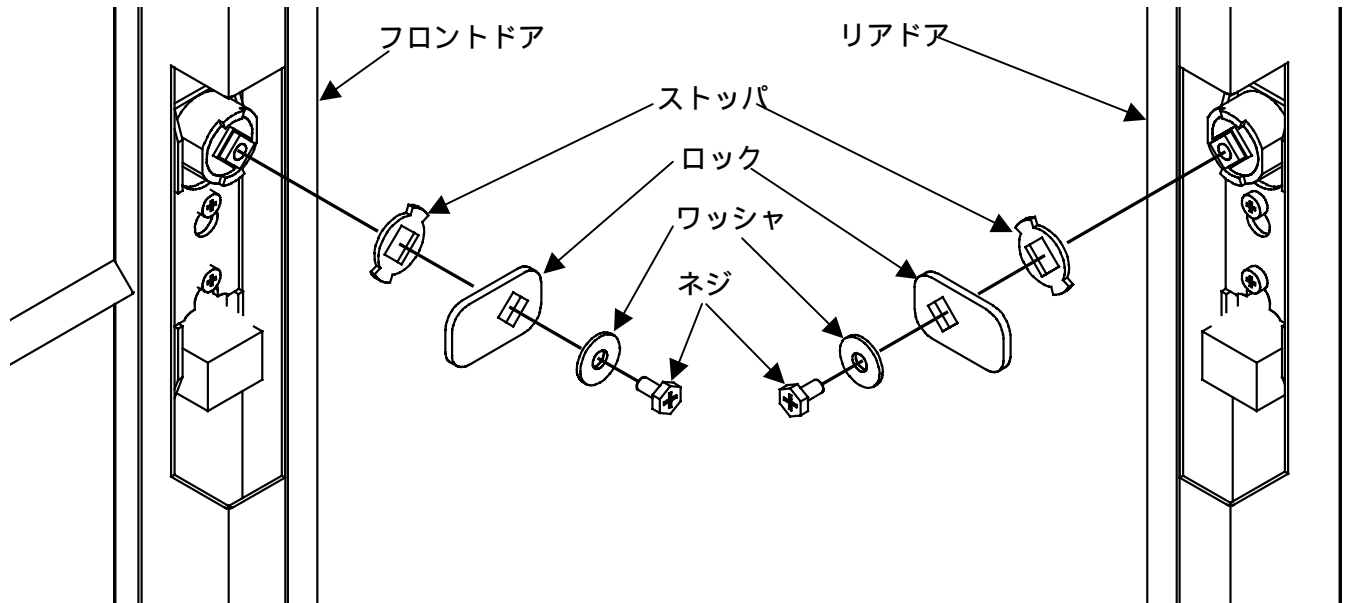 フロントドア
リアドア
ストッパ
ロック
ワッシャ
ネジ